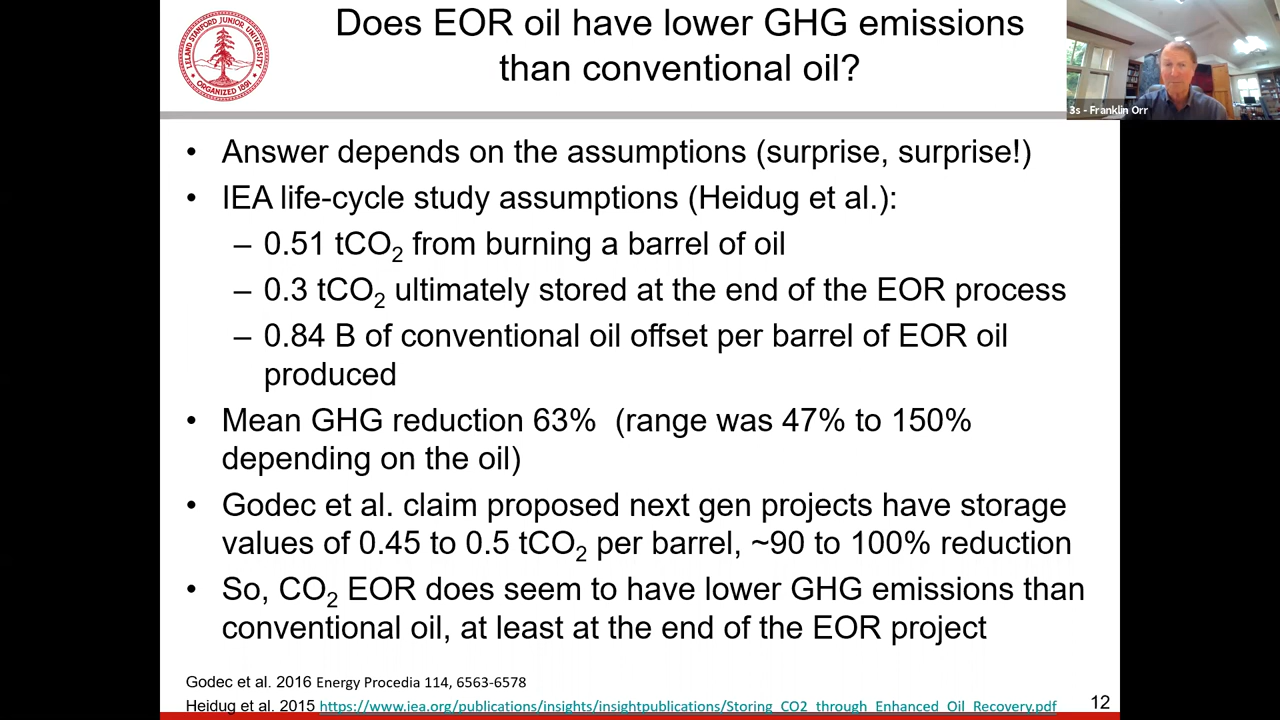 Does EOR oil have lower GHG emissions
than conventional oil?
LELAND STANFORD JUNIOR UNIVERSITY
ORGANIZED 1891
3s - Franklin Orr
• Answer depends on the assumptions (surprise, surprise!)
• IEA life-cycle study assumptions (Heidug et al.):
– 0.51 tCO₂ from burning a barrel of oil
– 0.3 tCO₂ ultimately stored at the end of the EOR process
– 0.84 B of conventional oil offset per barrel of EOR oil
produced
• Mean GHG reduction 63% (range was 47% to 150%
depending on the oil)
• Godec et al. claim proposed next gen projects have storage
values of 0.45 to 0.5 tCO₂ per barrel, ~90 to 100% reduction
• So, CO₂ EOR does seem to have lower GHG emissions than
conventional oil, at least at the end of the EOR project
Godec et al. 2016 Energy Procedia 114, 6563-6578
Heidug et al. 2015 https://www.iea.org/publications/insights/insightpublications/Storing_CO2_through_Enhanced_Oil_Recovery.pdf
12